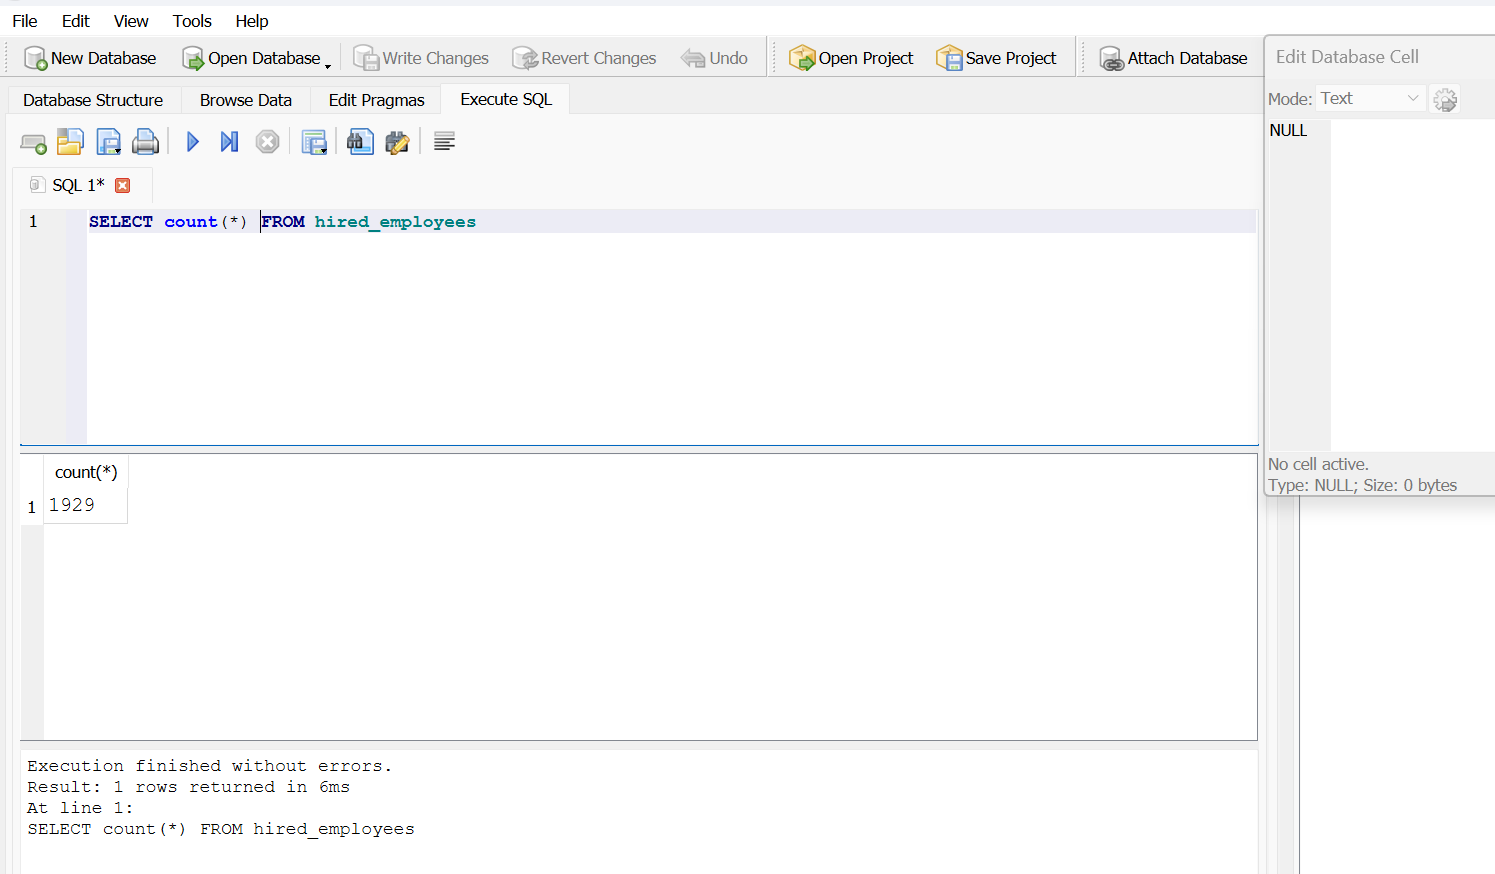 File Edit View Tools Help
New Database Open Database Write Changes Revert Changes Undo Open Project Save Project Attach Database
Edit Database Cell
Database Structure Browse Data Edit Pragmas Execute SQL
Mode: Text
NULL
SQL 1*
1 SELECT count(*) FROM hired_employees
No cell active.
Type: NULL; Size: 0 bytes
count(*)
1 1929
Execution finished without errors.
Result: 1 rows returned in 6ms
At line 1:
SELECT count(*) FROM hired_employees